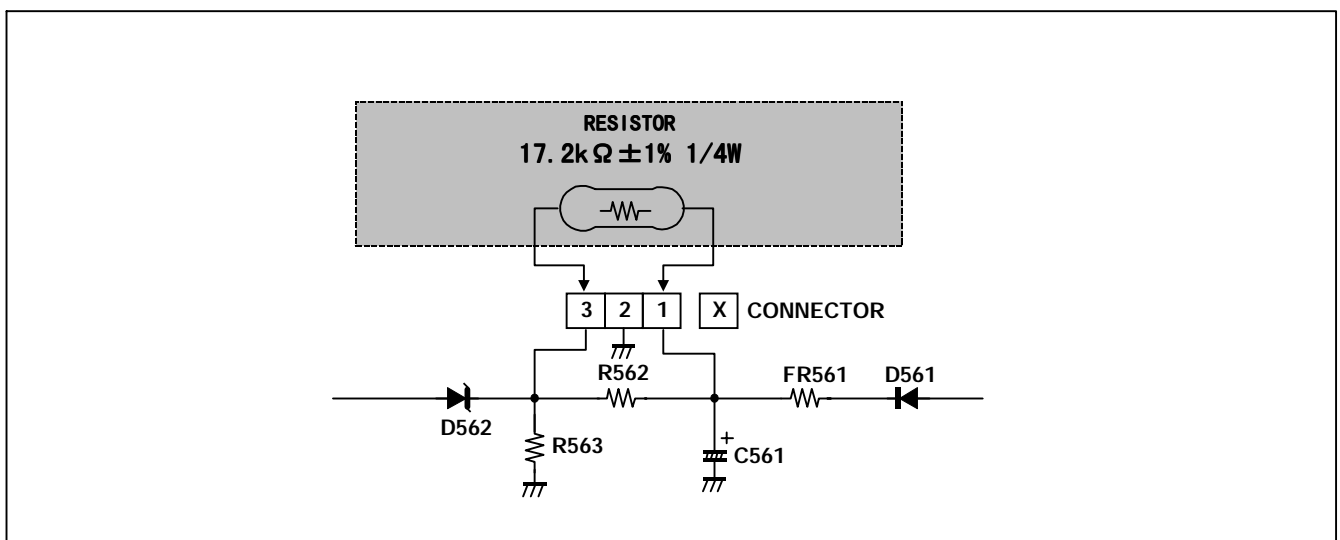 RESISTOR
17.2kΩ±1% 1/4W
3 2 1 X CONNECTOR
R562 FR561 D561
D562 R563 + C561